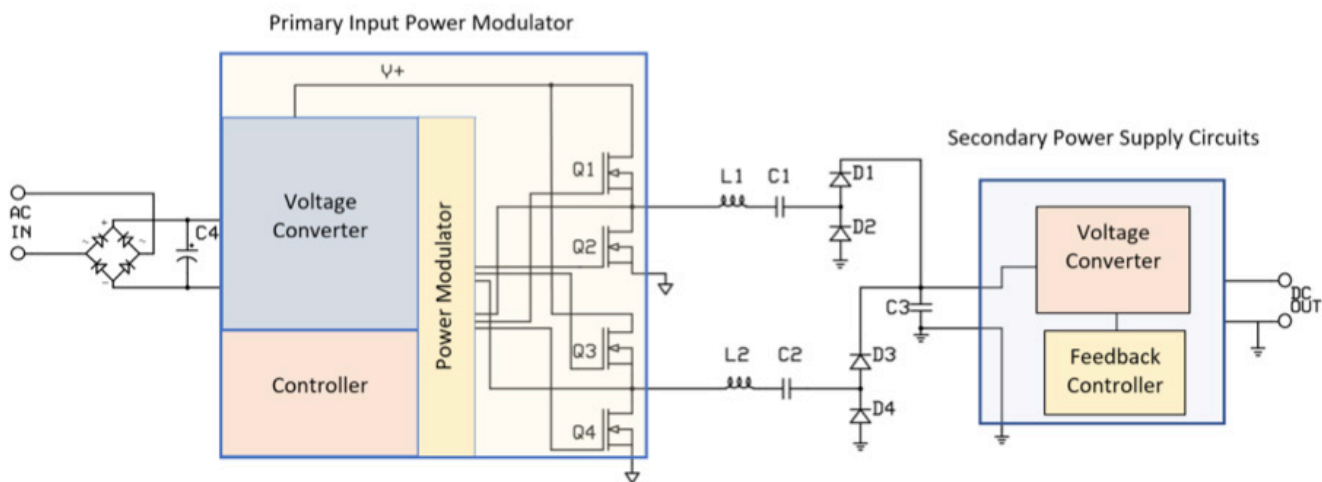 Primary Input Power Modulator
V+
Voltage
Converter
Controller
Power Modulator
Q1
Q2
Q3
Q4
AC
IN
C4
+
~
~
-
+
L1
C1
D1
D2
L2
C2
D3
D4
C3
Secondary Power Supply Circuits
Voltage
Converter
Feedback
Controller
DC
OUT